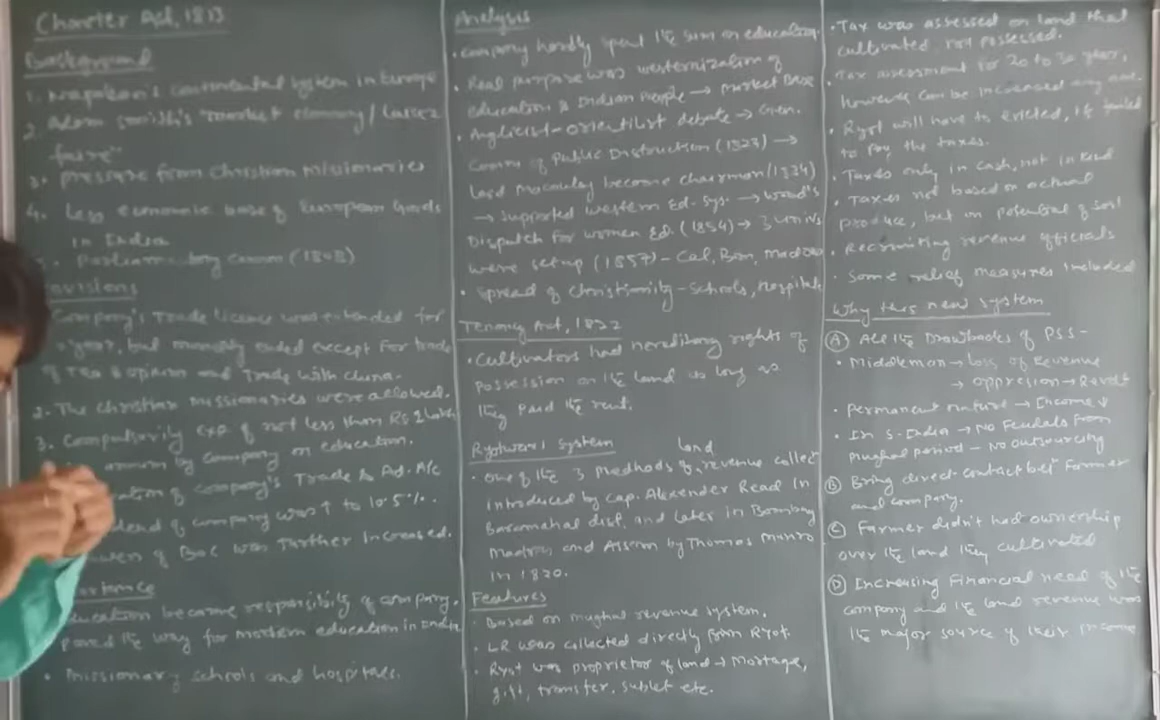 Charter Act, 1813
Background
1. Napoleon's continental system in Europe
2. Adam Smith's market economy/ Laissez
faire"
3. Pressure from Christian missionaries
4. Less economic base of European Goods
in India
Parliamentary comm (1808)
ovisions
Company's Trade Licence was extended for
years, but monopoly ended except for trade
of Tea & opium and Trade with China.
2. The christian missionaries were allowed.
3. Compulsorily exp of not less than Rs 1 Lakh
annum by company on education.
ration of company's Trade & Ad. A/c
dend of company was ↑ to 10.5%.
of BOC was further increased.
ortance
Education became responsibility of company.
paved the way for modern education in India
• Missionary schools and hospitals.
Analysis
• Company hardly spent the sum on education.
• Real purpose was westernization of
education & Indian People → market base
• Anglicist-orientilist debate → Gen.
Comm of Public Instruction (1823) →
Lord Macaulay become chairmon (1834)
→ supported western Ed. Sys. → Wood's
Dispatch for women Ed. (1854) → 3 Univs
were setup (1857) - Cal, Bom, Madras
• Spread of Christianity - Schools, Hospitals
Tenancy Act, 1822
• Cultivators had hereditary rights of
possession on the land as long as
they paid the rent.
Ryotwari system
• one of the 3 methods of land revenue collect
introduced by Cap. Alexender Read in
Baramahal dist, and later in Bombay
Madras and Assam by Thomas Munro
in 1820.
Features
• Based on mughal revenue system.
• LR was collected directly from Ryot.
• Ryot was proprietor of land → Mortage,
gift, transfer, sublet etc.
• Tax was assessed on land that
cultivated, not possessed.
Tax assessment for 20 to 30 years,
However can be increased any
• Ryot will have to evicted, if failed
to pay the taxes.
• Taxes only in cash, not in kind
• Taxes not based on actual
produce, but on potential of soil
• Recruiting revenue officials
• Some relief measures included
Why this new system
(A) All the Drawbacks of PSS -
• Middleman → loss of Revenue
→ oppresion → Revolt
• permanent nature → Income ↓
• In S. India → No Feudals from
Mughal period - No outsourcing
(B) Bring direct contact bet Farmer
and company.
(C) Farmer didn't had ownership
over the land they cultivated
(D) Increasing Financial need of the
company and the land revenue was
the major source of their income